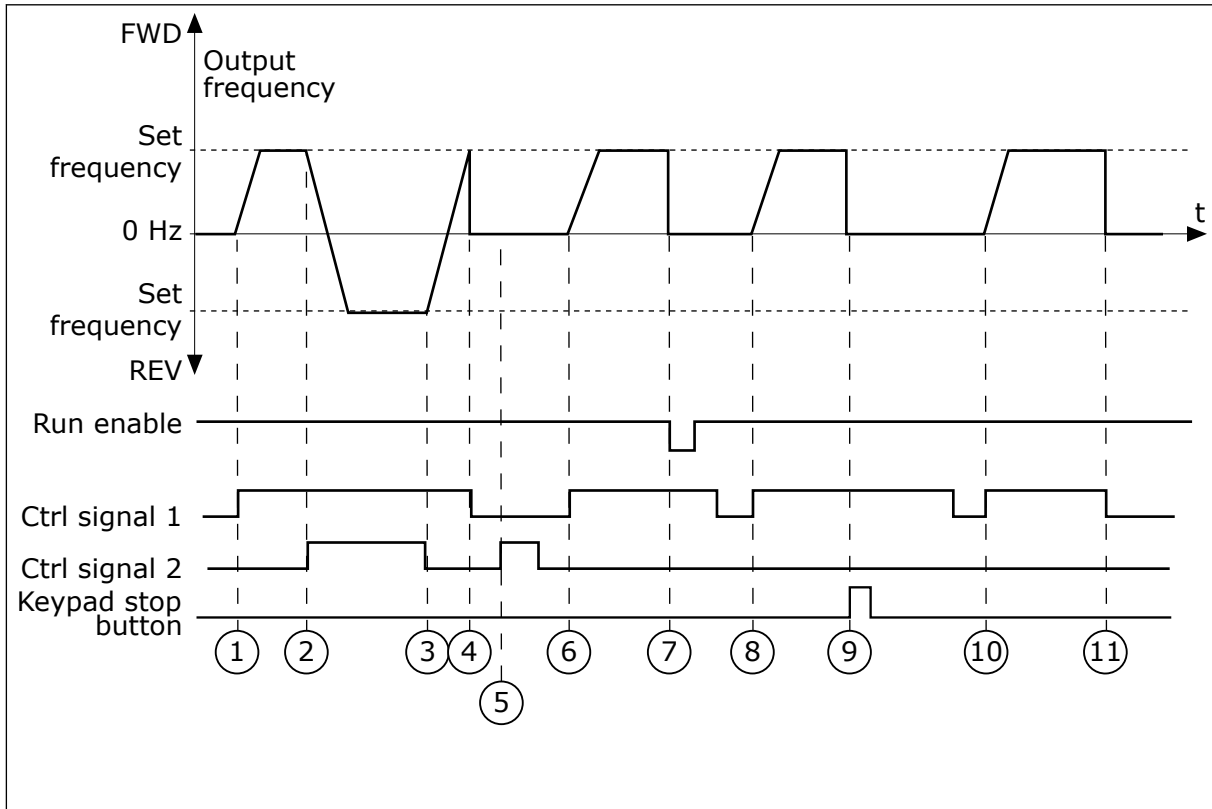 FWD
Output
frequency
Set
frequency
0 Hz
t
Set
frequency
REV
Run enable
Ctrl signal 1
Ctrl signal 2
Keypad stop
button
1 2 3 4 6 7 8 9 10 11
5